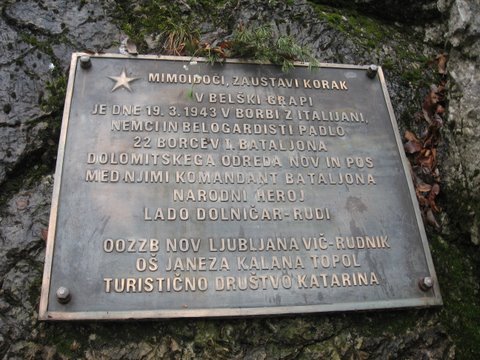 MIMOIDOČI, ZAUSTAVI KORAK
V BELŠKI GRAPI
JE DNE 19. 3. 1943 V BORBI Z ITALIJANI,
NEMCI IN BELOGARDISTI PADLO
22 BORCEV I. BATALJONA
DOLOMITSKEGA ODREDA NOV IN POS
MED NJIMI KOMANDANT BATALJONA
NARODNI HEROJ
LADO DOLNIČAR-RUDI
OOZZB NOV LJUBLJANA VIČ-RUDNIK
OŠ JANEZA KALANA TOPOL
TURISTIČNO DRUŠTVO KATARINA